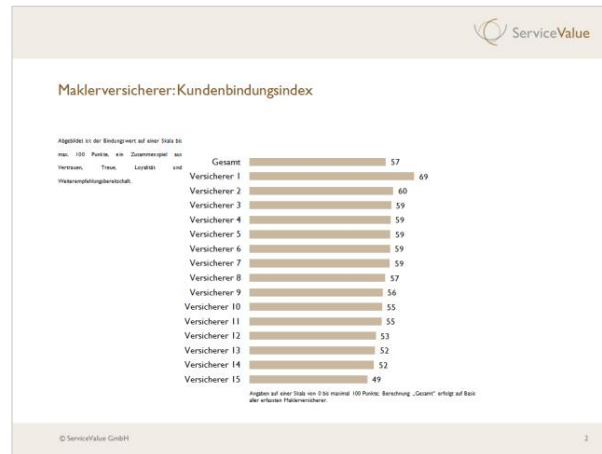 ServiceValue
Maklerversicherer: Kundenbindungsindex
Abgebildet ist der Bindungswert auf einer Skala bis
max. 100 Punkte, ein Zusammenspiel aus
Vertrauen, Treue, Loyalität und
Weiterempfehlungsbereitschaft.
Gesamt 57
Versicherer 1 69
Versicherer 2 60
Versicherer 3 59
Versicherer 4 59
Versicherer 5 59
Versicherer 6 59
Versicherer 7 59
Versicherer 8 57
Versicherer 9 56
Versicherer 10 55
Versicherer 11 55
Versicherer 12 53
Versicherer 13 52
Versicherer 14 52
Versicherer 15 49
Angaben auf einer Skala von 0 bis maximal 100 Punkte; Berechnung „Gesamt" erfolgt auf Basis
aller erfassten Maklerversicherer.
© ServiceValue GmbH 2